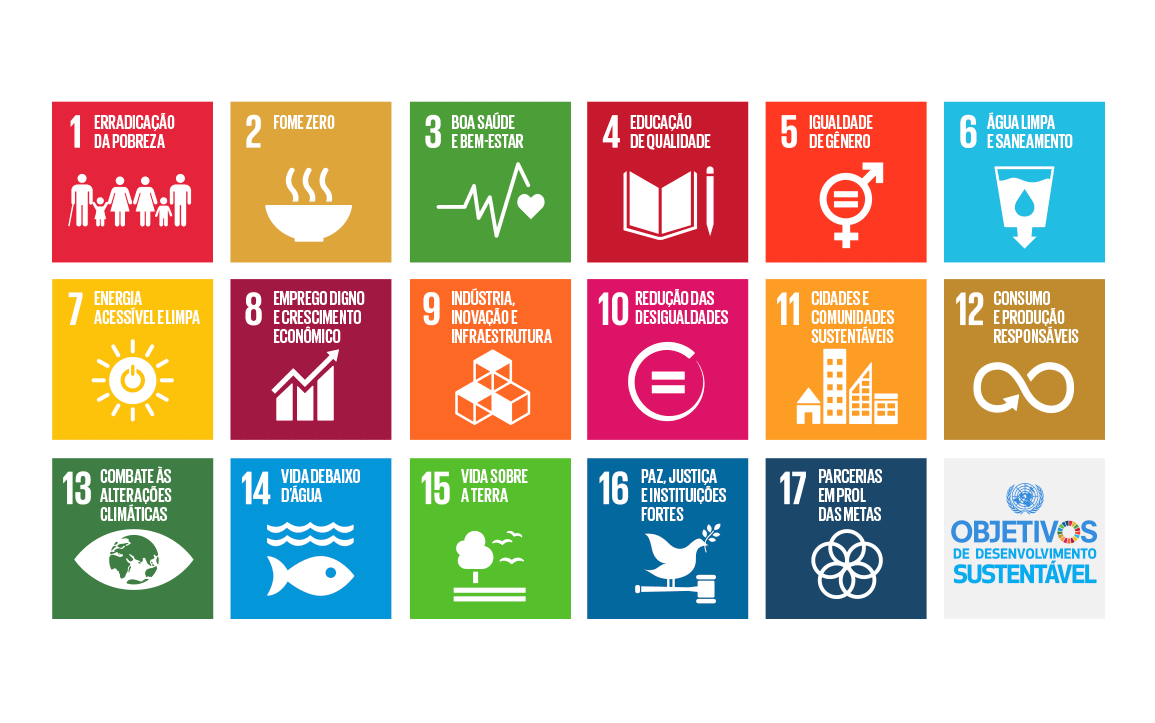 1 ERRADICAÇÃO
DA POBREZA
2 FOME ZERO
3 BOA SAÚDE
E BEM-ESTAR
4 EDUCAÇÃO
DE QUALIDADE
5 IGUALDADE
DE GÊNERO
6 ÁGUA LIMPA
E SANEAMENTO
7 ENERGIA
ACESSÍVEL E LIMPA
8 EMPREGO DIGNO
E CRESCIMENTO
ECONÔMICO
9 INDÚSTRIA,
INOVAÇÃO E
INFRAESTRUTURA
10 REDUÇÃO DAS
DESIGUALDADES
11 CIDADES E
COMUNIDADES
SUSTENTÁVEIS
12 CONSUMO
E PRODUÇÃO
RESPONSÁVEIS
13 COMBATE ÀS
ALTERAÇÕES
CLIMÁTICAS
14 VIDA DEBAIXO
D'ÁGUA
15 VIDA SOBRE
A TERRA
16 PAZ, JUSTIÇA
E INSTITUIÇÕES
FORTES
17 PARCERIAS
EM PROL
DAS METAS
OBJETIVOS
DE DESENVOLVIMENTO
SUSTENTÁVEL